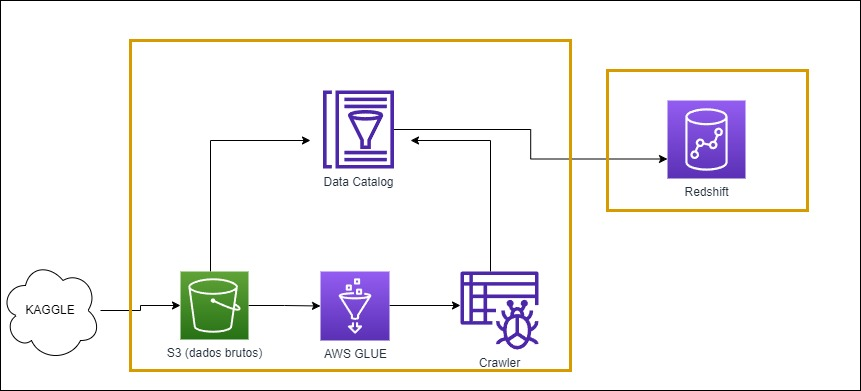 Data Catalog
Redshift
KAGGLE
S3 (dados brutos)
AWS GLUE
Crawler